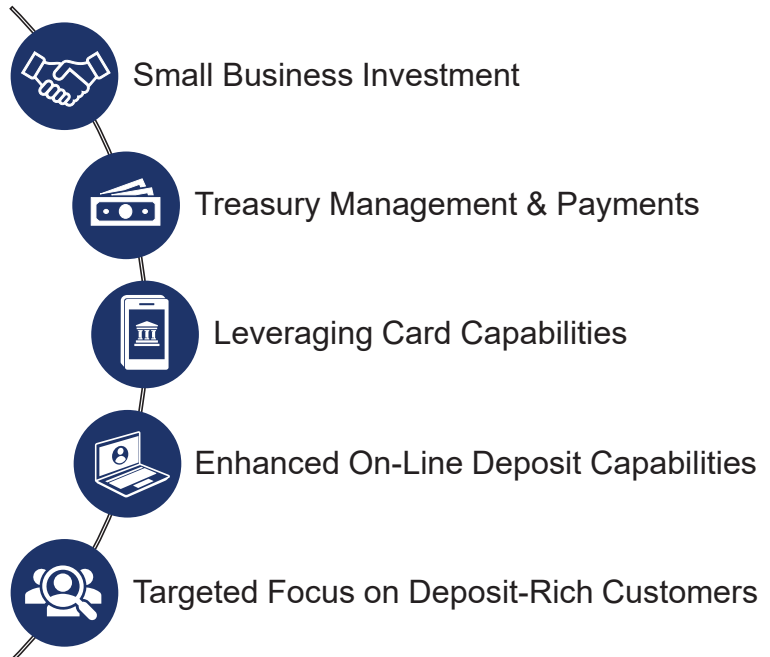 Small Business Investment
Treasury Management & Payments
Leveraging Card Capabilities
Enhanced On-Line Deposit Capabilities
Targeted Focus on Deposit-Rich Customers